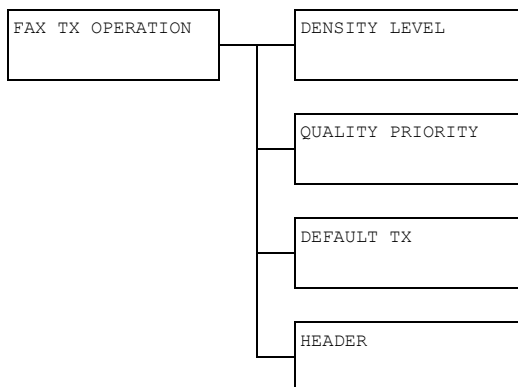 FAX TX OPERATION
DENSITY LEVEL
QUALITY PRIORITY
DEFAULT TX
HEADER